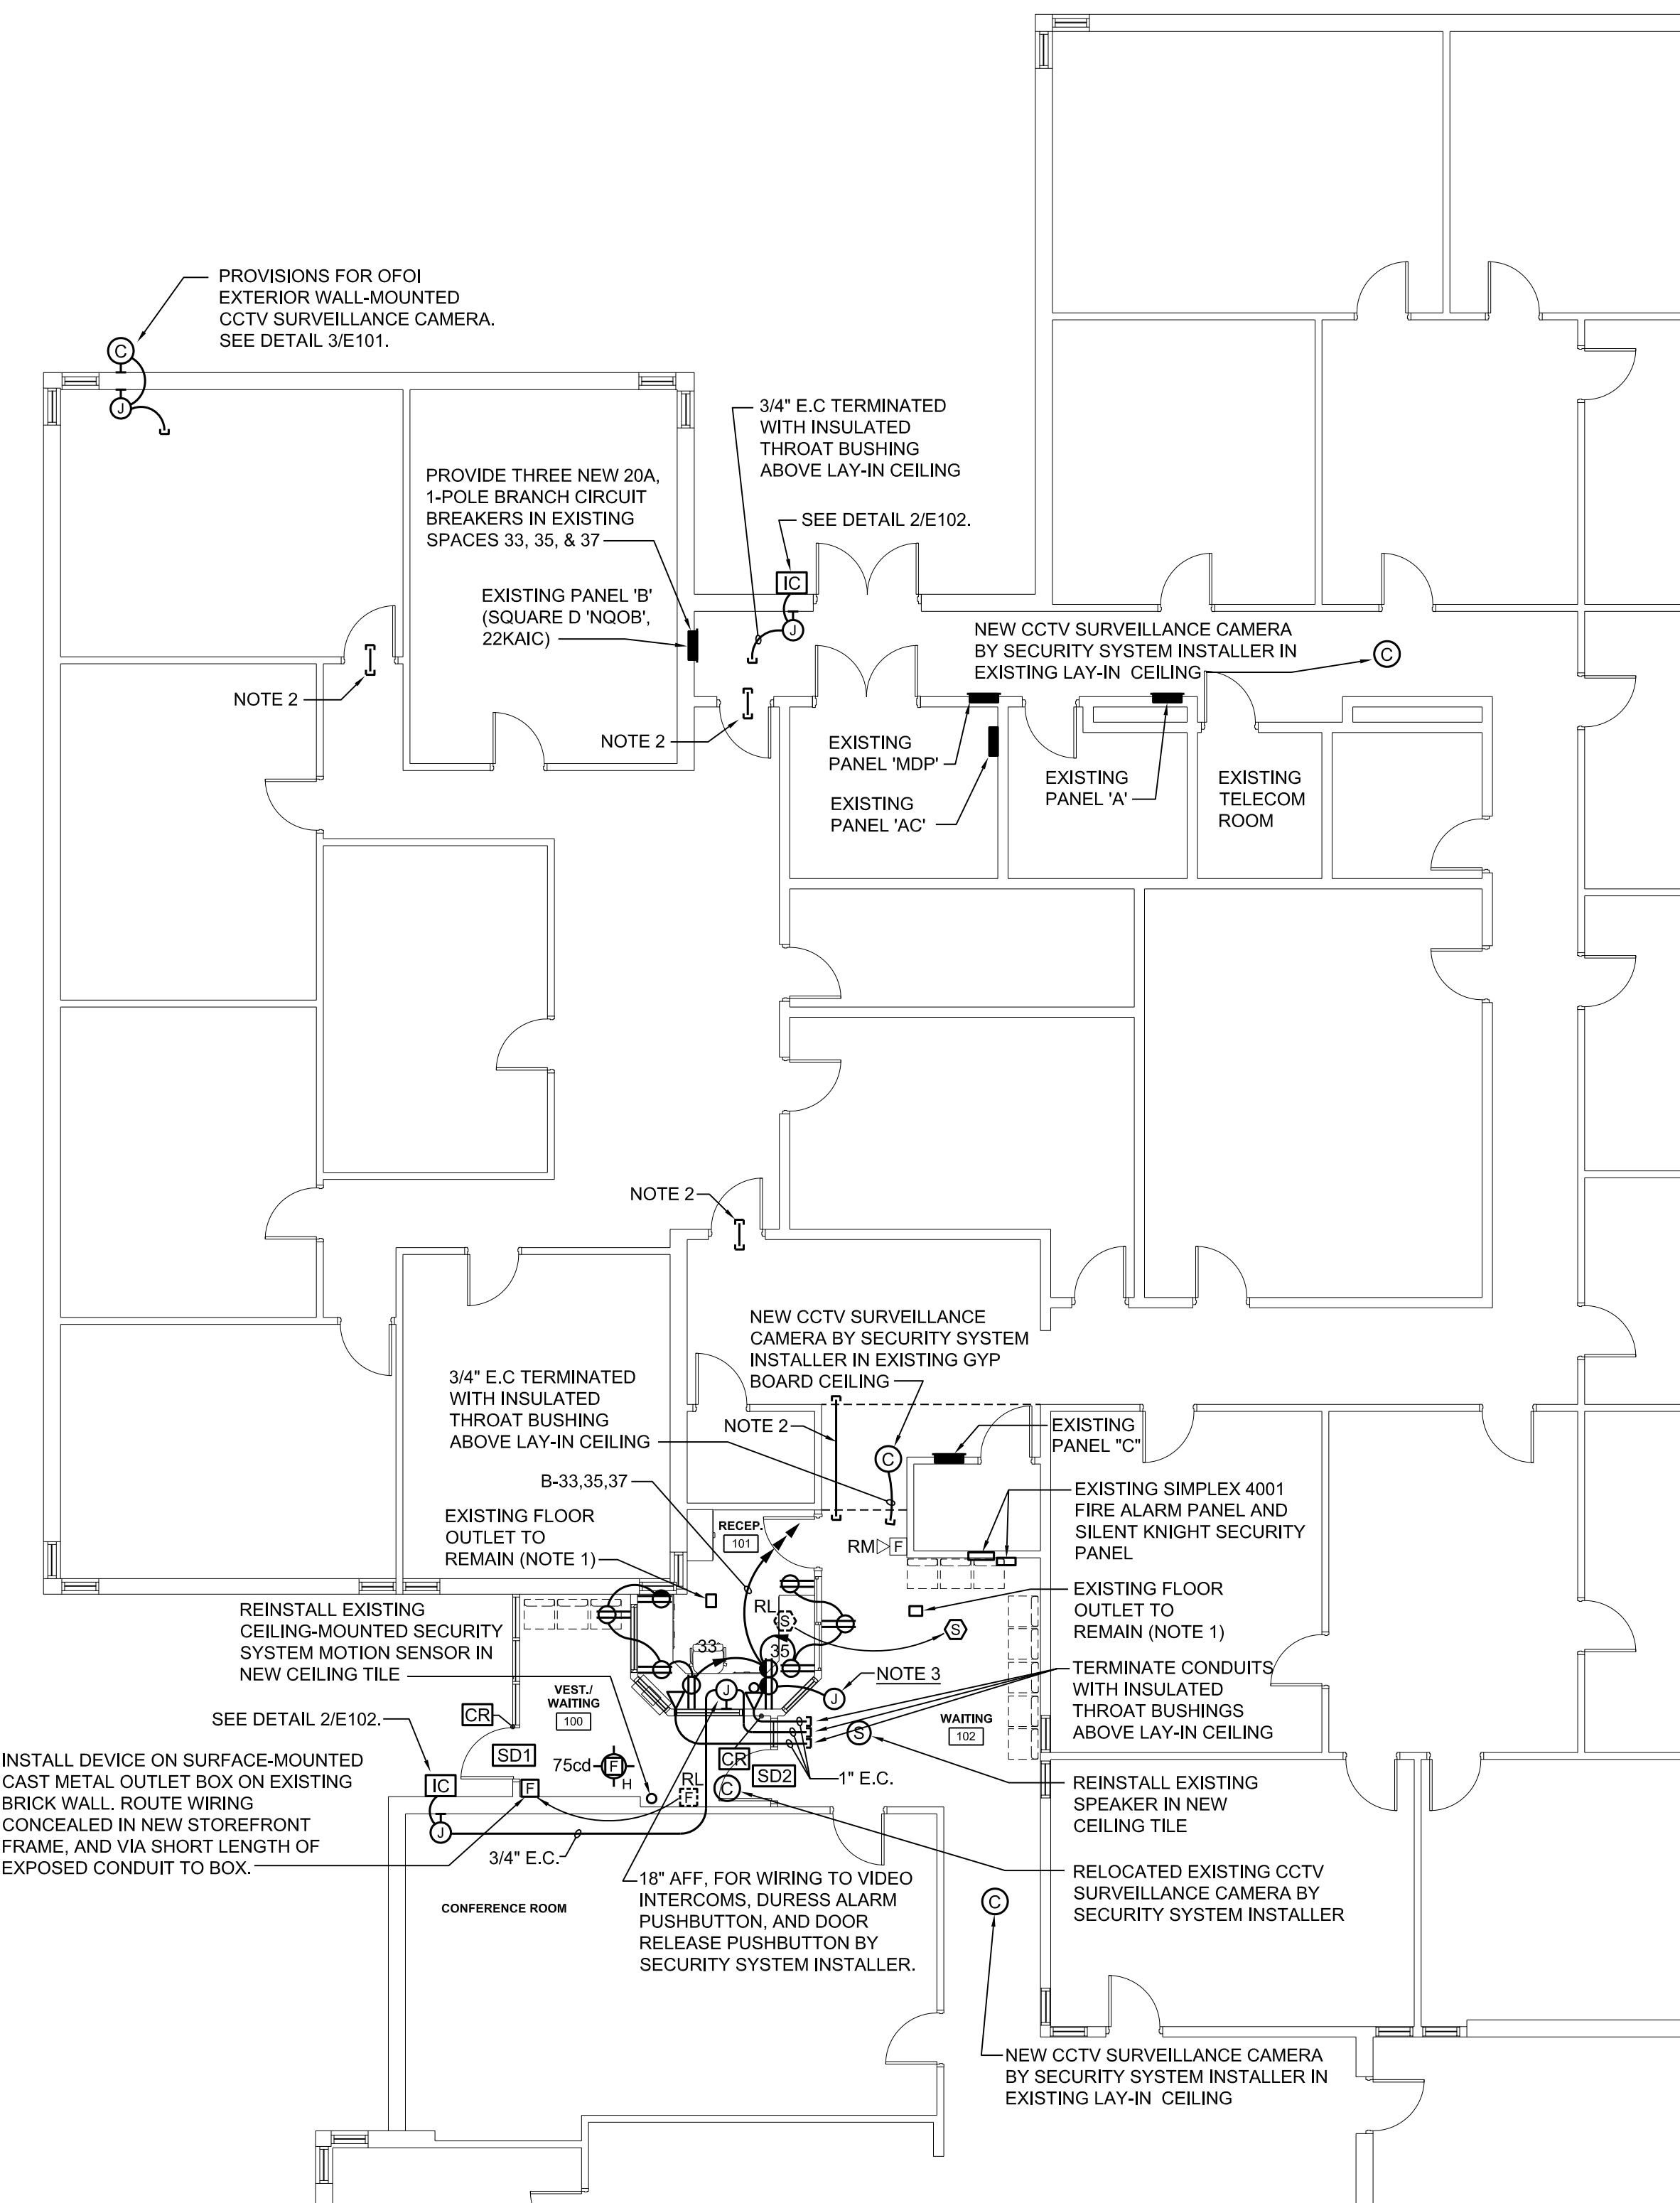 PROVISIONS FOR OFOI
EXTERIOR WALL-MOUNTED
CCTV SURVEILLANCE CAMERA.
SEE DETAIL 3/E101.
C
J
3/4" E.C TERMINATED
WITH INSULATED
THROAT BUSHING
ABOVE LAY-IN CEILING
PROVIDE THREE NEW 20A,
1-POLE BRANCH CIRCUIT
BREAKERS IN EXISTING
SPACES 33, 35, & 37
SEE DETAIL 2/E102.
IC
J
EXISTING PANEL 'B'
(SQUARE D 'NQOB',
22KAIC)
NEW CCTV SURVEILLANCE CAMERA
BY SECURITY SYSTEM INSTALLER IN
EXISTING LAY-IN CEILING
C
NOTE 2
NOTE 2
EXISTING
PANEL 'MDP'
EXISTING
PANEL 'AC'
EXISTING
PANEL 'A'
EXISTING
TELECOM
ROOM
NOTE 2
NEW CCTV SURVEILLANCE
CAMERA BY SECURITY SYSTEM
INSTALLER IN EXISTING GYP
BOARD CEILING
3/4" E.C TERMINATED
WITH INSULATED
THROAT BUSHING
ABOVE LAY-IN CEILING
NOTE 2
C
EXISTING
PANEL "C"
B-33,35,37
EXISTING FLOOR
OUTLET TO
REMAIN (NOTE 1)
RECEP.
101
RM
F
EXISTING SIMPLEX 4001
FIRE ALARM PANEL AND
SILENT KNIGHT SECURITY
PANEL
EXISTING FLOOR
OUTLET TO
REMAIN (NOTE 1)
REINSTALL EXISTING
CEILING-MOUNTED SECURITY
SYSTEM MOTION SENSOR IN
NEW CEILING TILE
RL
S
S
33
35
NOTE 3
J
J
TERMINATE CONDUITS
WITH INSULATED
THROAT BUSHINGS
ABOVE LAY-IN CEILING
VEST./
WAITING
100
WAITING
102
SEE DETAIL 2/E102.
CR
SD1
75cd
F
H
RL
F
CR
SD2
C
S
1" E.C.
INSTALL DEVICE ON SURFACE-MOUNTED
CAST METAL OUTLET BOX ON EXISTING
BRICK WALL. ROUTE WIRING
CONCEALED IN NEW STOREFRONT
FRAME, AND VIA SHORT LENGTH OF
EXPOSED CONDUIT TO BOX.
IC
F
J
3/4" E.C.
REINSTALL EXISTING
SPEAKER IN NEW
CEILING TILE
18" AFF, FOR WIRING TO VIDEO
INTERCOMS, DURESS ALARM
PUSHBUTTON, AND DOOR
RELEASE PUSHBUTTON BY
SECURITY SYSTEM INSTALLER.
RELOCATED EXISTING CCTV
SURVEILLANCE CAMERA BY
SECURITY SYSTEM INSTALLER
CONFERENCE ROOM
C
NEW CCTV SURVEILLANCE CAMERA
BY SECURITY SYSTEM INSTALLER IN
EXISTING LAY-IN CEILING